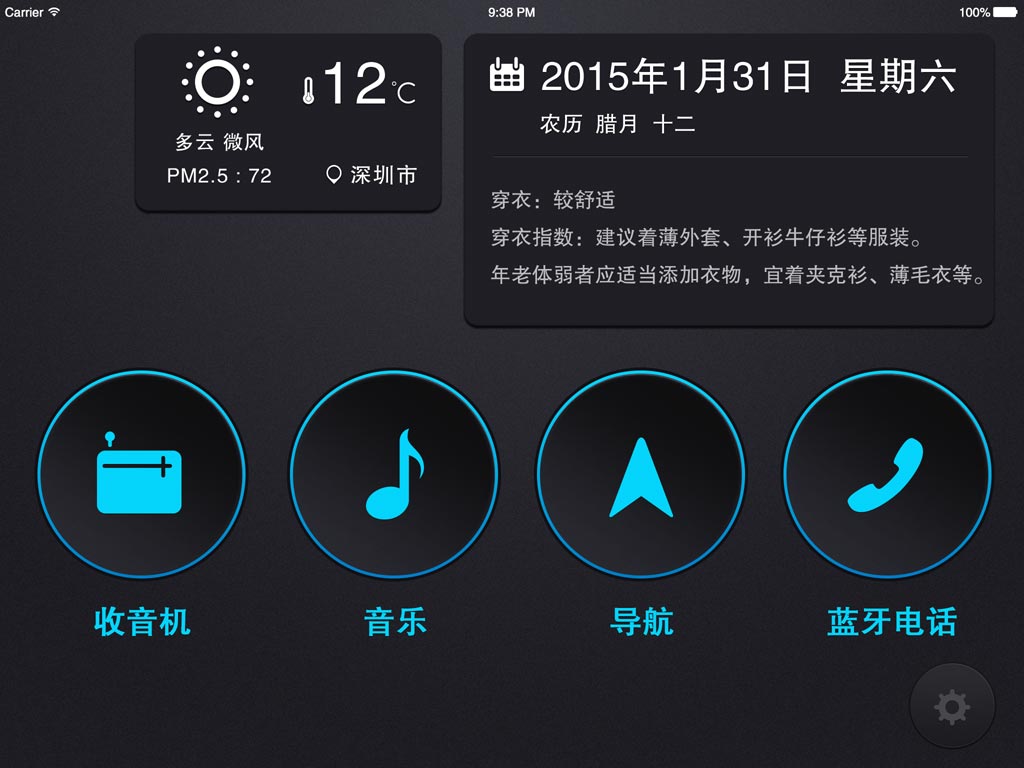 Carrier
9:38 PM
100%
12℃
多云 微风
PM2.5 : 72
深圳市
2015年1月31日 星期六
农历 腊月 十二
穿衣：较舒适
穿衣指数：建议着薄外套、开衫牛仔衫等服装。
年老体弱者应适当添加衣物，宜着夹克衫、薄毛衣等。
收音机
音乐
导航
蓝牙电话